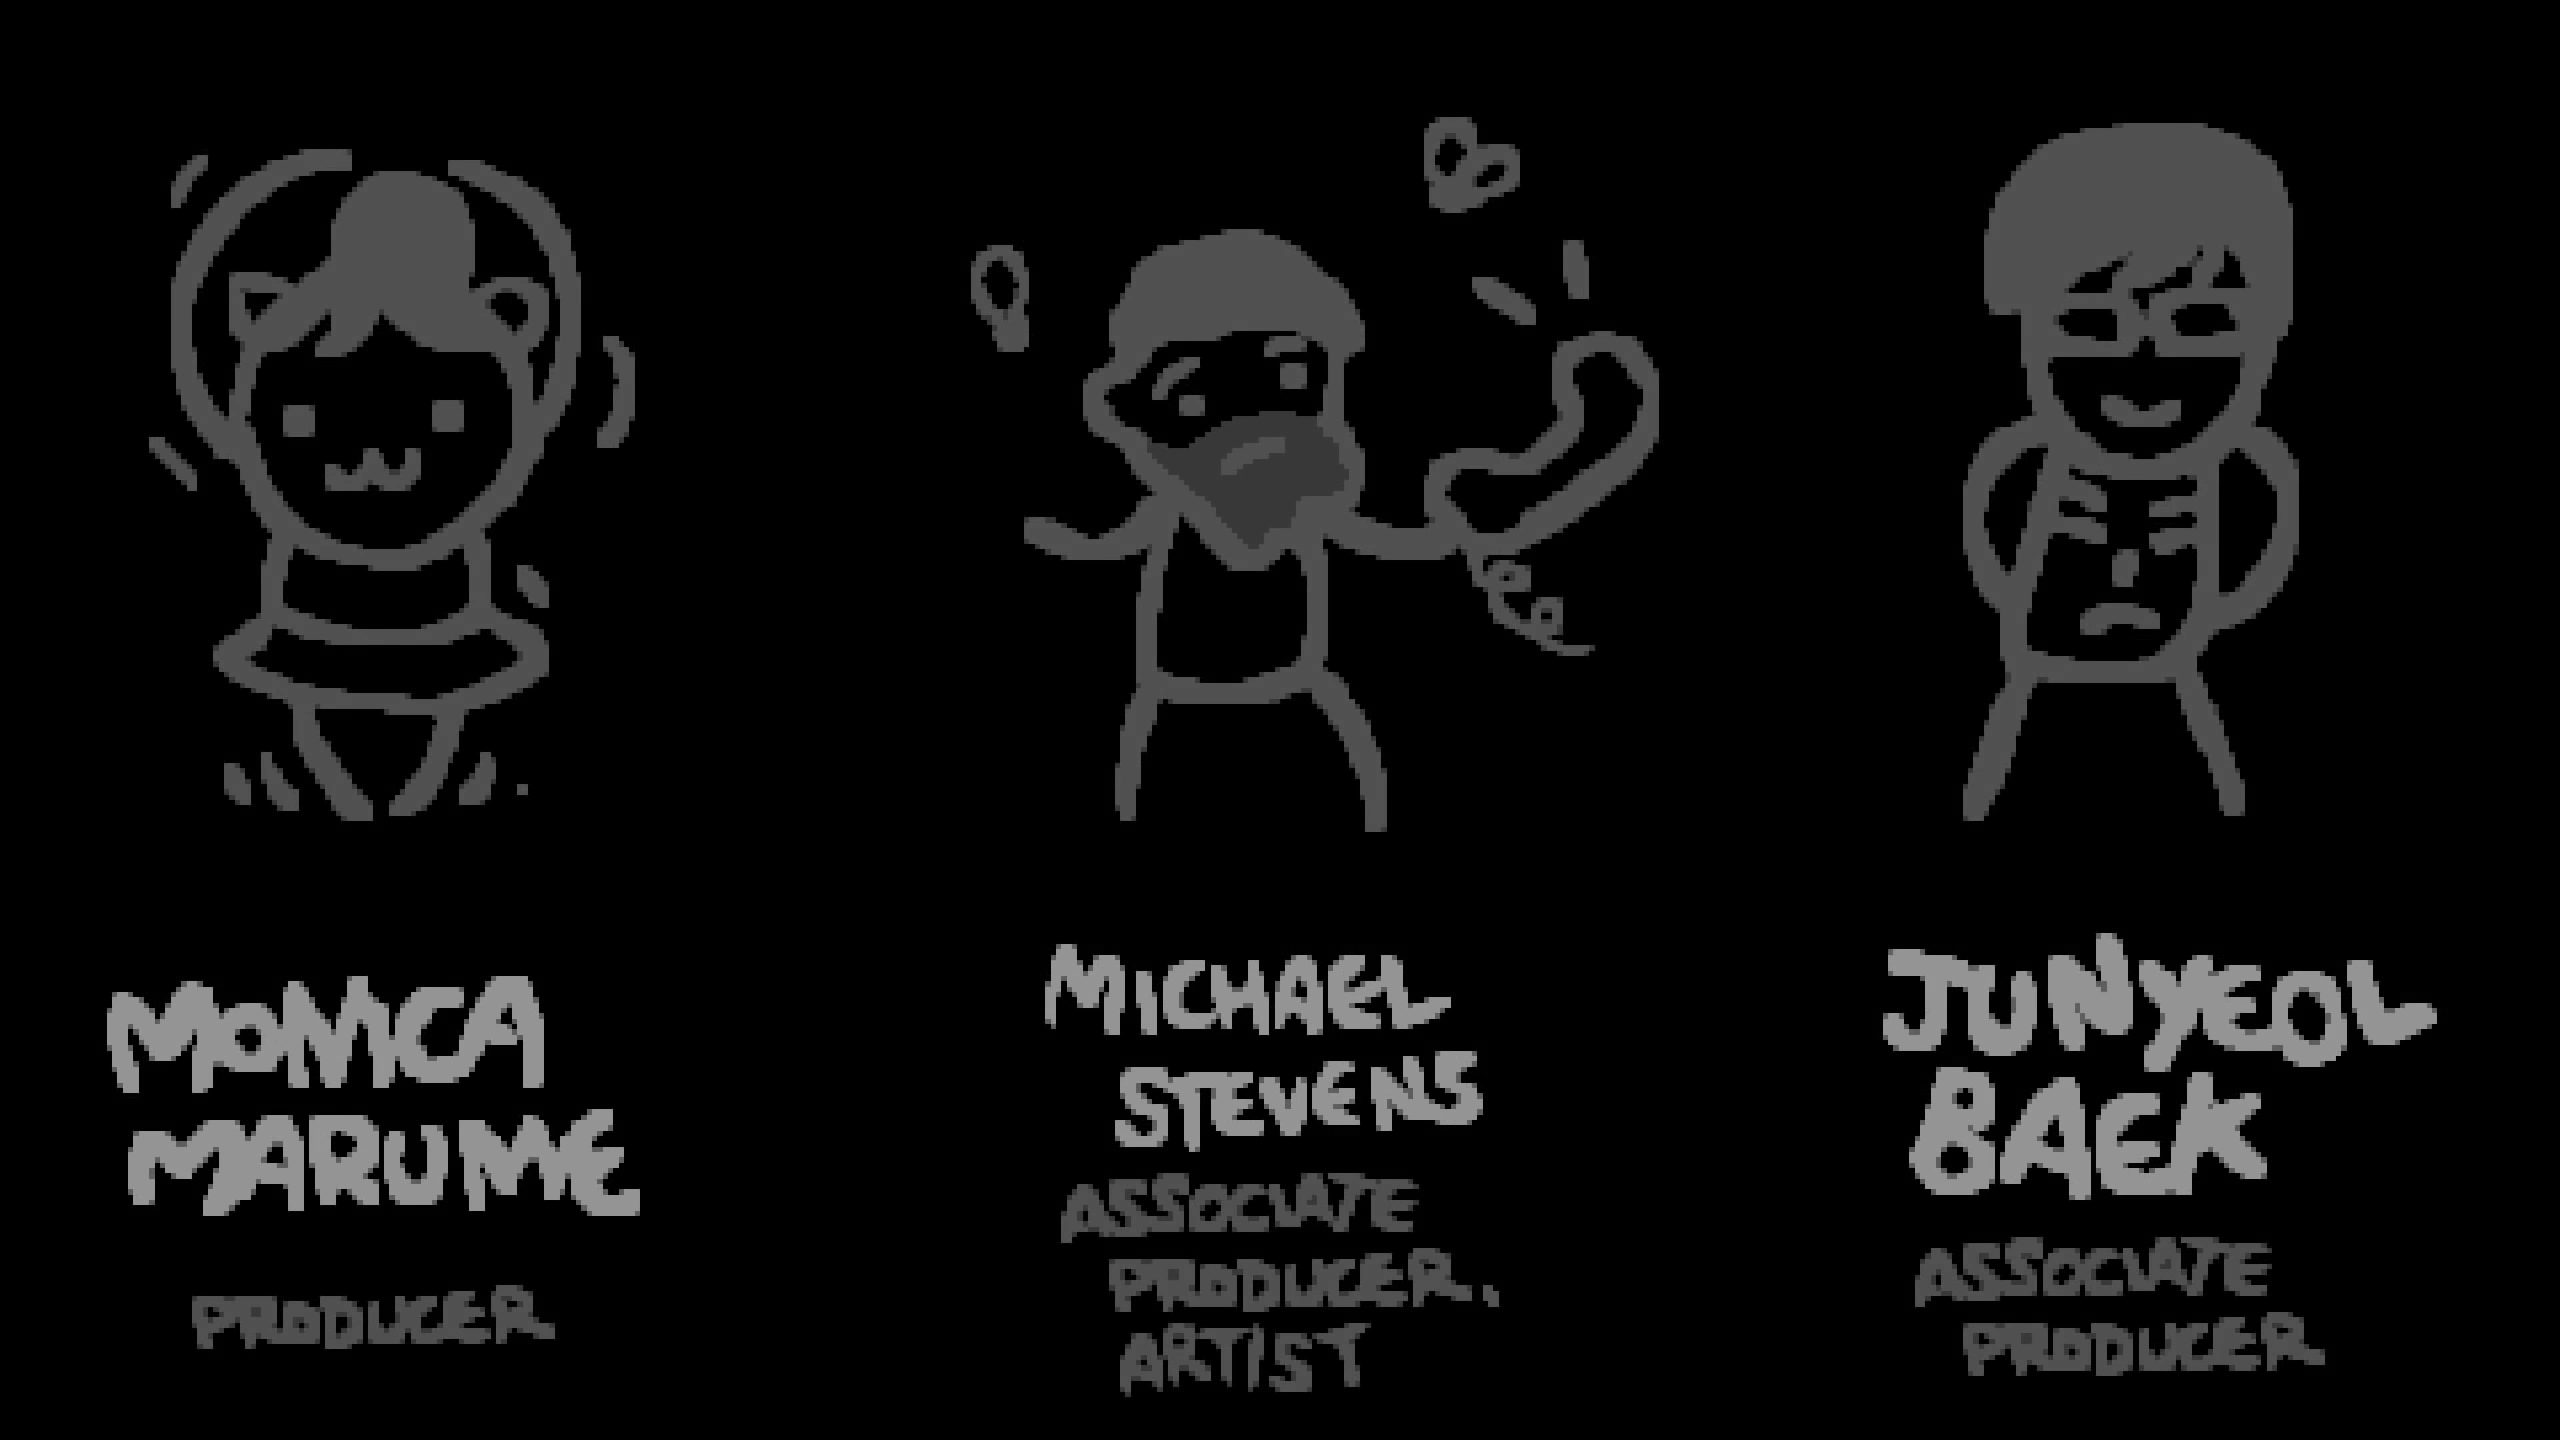 MONICA
MARUME
PRODUCER
MICHAEL
STEVENS
ASSOCIATE
PRODUCER,
ARTIST
JUNYEOL
BAEK
ASSOCIATE
PRODUCER